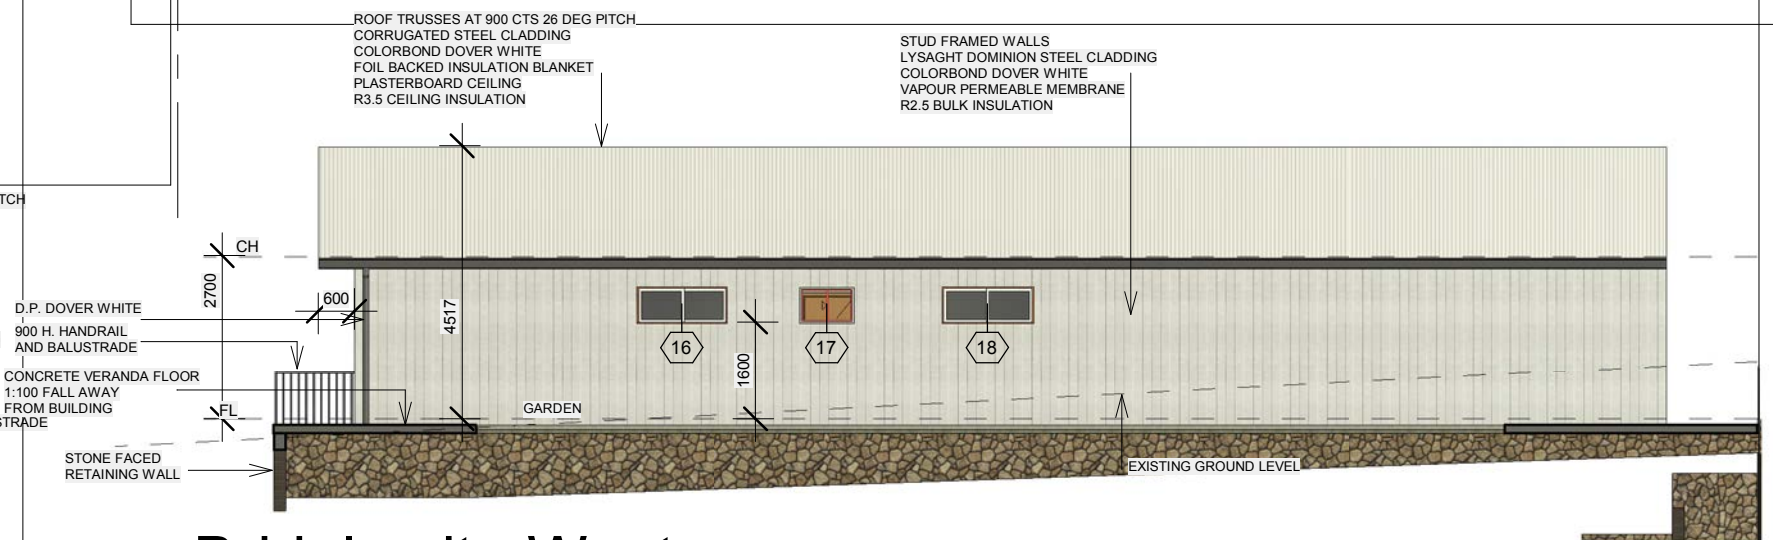 ROOF TRUSSES AT 900 CTS 26 DEG PITCH
CORRUGATED STEEL CLADDING
COLORBOND DOVER WHITE
FOIL BACKED INSULATION BLANKET
PLASTERBOARD CEILING
R3.5 CEILING INSULATION
STUD FRAMED WALLS
LYSAGHT DOMINION STEEL CLADDING
COLORBOND DOVER WHITE
VAPOUR PERMEABLE MEMBRANE
R2.5 BULK INSULATION
TCH
CH
2700
600
4517
D.P. DOVER WHITE
900 H. HANDRAIL
AND BALUSTRADE
16
17
18
1600
CONCRETE VERANDA FLOOR
1:100 FALL AWAY
FROM BUILDING
STRADE
FL
GARDEN
STONE FACED
RETAINING WALL
EXISTING GROUND LEVEL